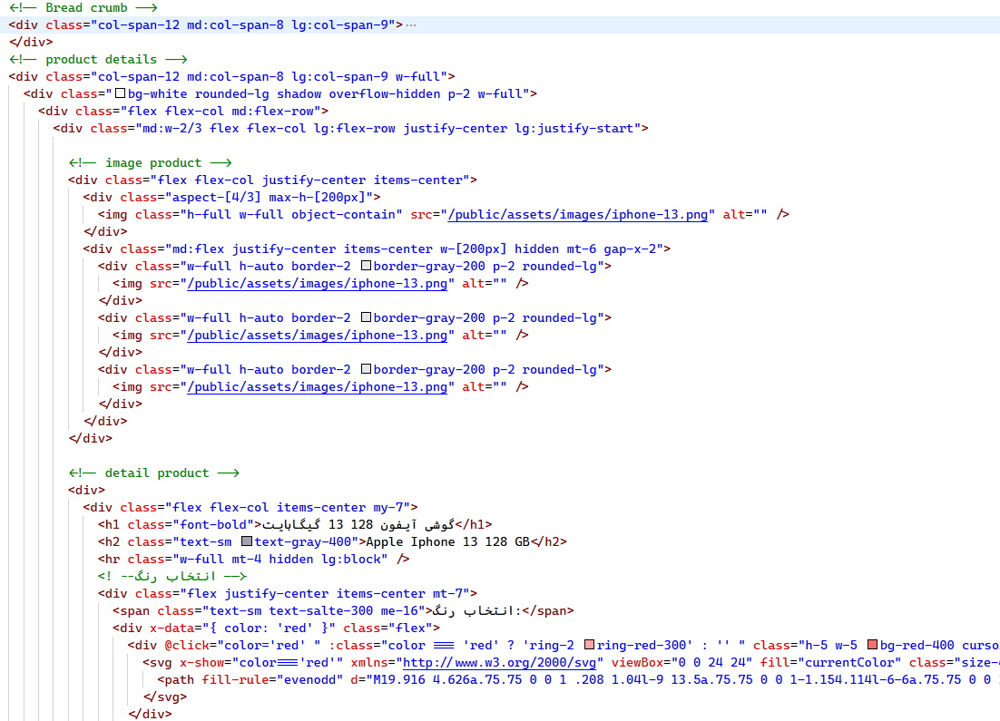 <!-- Bread crumb -->
<div class="col-span-12 md:col-span-8 lg:col-span-9">...
</div>
<!-- product details -->
<div class="col-span-12 md:col-span-8 lg:col-span-9 w-full">
<div class="bg-white rounded-lg shadow overflow-hidden p-2 w-full">
<div class="flex flex-col md:flex-row">
<div class="md:w-2/3 flex flex-col lg:flex-row justify-center lg:justify-start">
<!-- image product -->
<div class="flex flex-col justify-center items-center">
<div class="aspect-[4/3] max-h-[200px]">
<img class="h-full w-full object-contain" src="/public/assets/images/iphone-13.png" alt="" />
</div>
<div class="md:flex justify-center items-center w-[200px] hidden mt-6 gap-x-2">
<div class="w-full h-auto border-2 border-gray-200 p-2 rounded-lg">
<img src="/public/assets/images/iphone-13.png" alt="" />
</div>
<div class="w-full h-auto border-2 border-gray-200 p-2 rounded-lg">
<img src="/public/assets/images/iphone-13.png" alt="" />
</div>
<div class="w-full h-auto border-2 border-gray-200 p-2 rounded-lg">
<img src="/public/assets/images/iphone-13.png" alt="" />
</div>
</div>
</div>
<!-- detail product -->
<div>
<div class="flex flex-col items-center my-7">
<h1 class="font-bold">گوشی آیفون 13 128 گیگابایت</h1>
<h2 class="text-sm text-gray-400">Apple Iphone 13 128 GB</h2>
<hr class="w-full mt-4 hidden lg:block" />
<! --انتخاب رنگ -->
<div class="flex justify-center items-center mt-7">
<span class="text-sm text-salte-300 me-16">انتخاب رنگ:</span>
<div x-data="{ color: 'red' }" class="flex">
<div @click="color='red' " :class="color === 'red' ? 'ring-2 ring-red-300' : '' " class="h-5 w-5 bg-red-400 curso
<svg x-show="color==='red'" xmlns="http://www.w3.org/2000/svg" viewBox="0 0 24 24" fill="currentColor" class="size-
<path fill-rule="evenodd" d="M19.916 4.626a.75.75 0 0 1 .208 1.04l-9 13.5a.75.75 0 0 1-1.154.114l-6-6a.75.75 0 0
</svg>
</div>